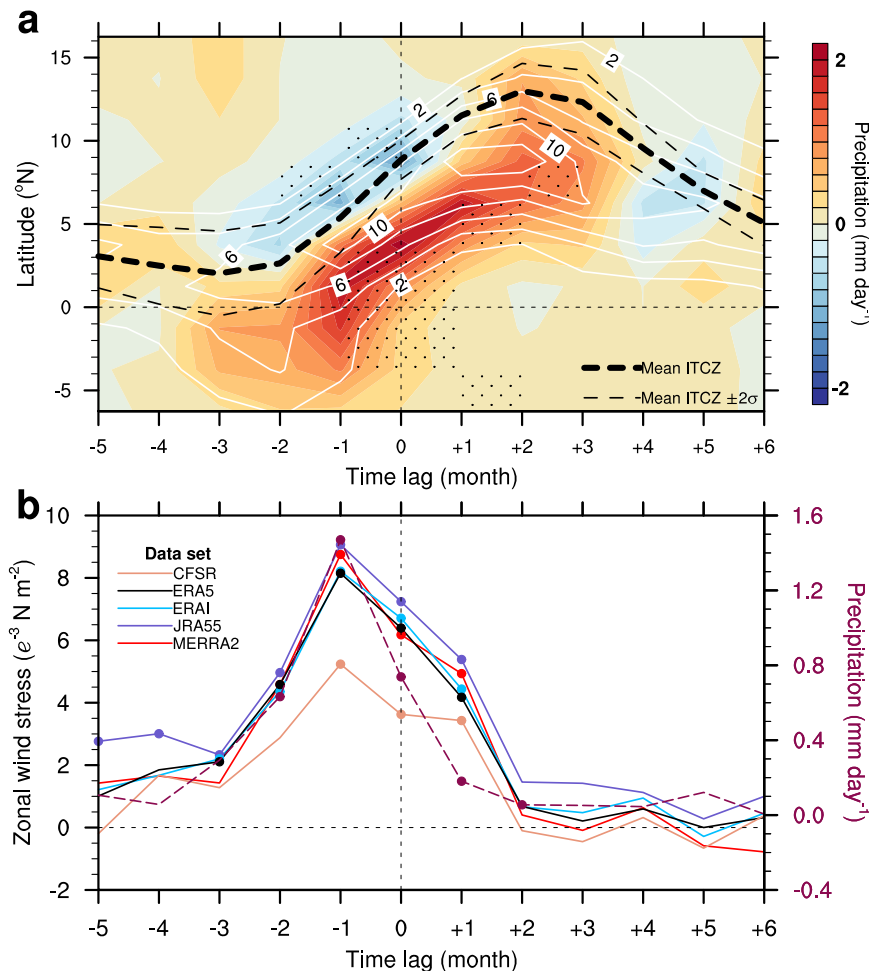 a
15
10
5
0
-5
Latitude (°N)
2
2
6
10
10
6
6
2
Mean ITCZ
Mean ITCZ ±2σ
-5 -4 -3 -2 -1 0 +1 +2 +3 +4 +5 +6
Time lag (month)
2
0
-2
Precipitation (mm day⁻¹)
b
10
8
6
4
2
0
-2
Zonal wind stress (e⁻³ N m⁻²)
Data set
CFSR
ERA5
ERAI
JRA55
MERRA2
1.6
1.2
0.8
0.4
0.0
-0.4
Precipitation (mm day⁻¹)
-5 -4 -3 -2 -1 0 +1 +2 +3 +4 +5 +6
Time lag (month)